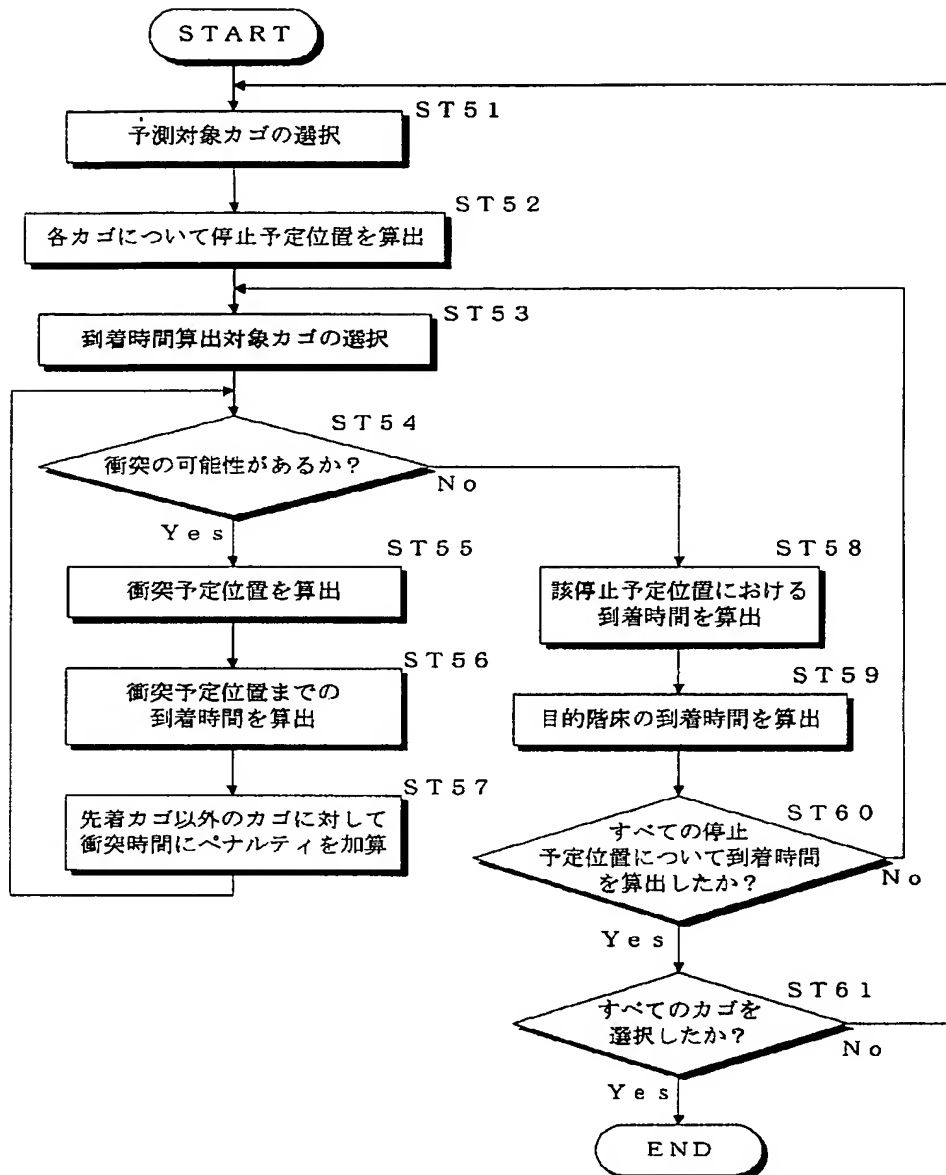 START
ST51
予測対象カゴの選択
ST52
各カゴについて停止予定位置を算出
ST53
到着時間算出対象カゴの選択
ST54
衝突の可能性があるか?
No
Yes
ST55
衝突予定位置を算出
ST56
衝突予定位置までの
到着時間を算出
ST57
先着カゴ以外のカゴに対して
衝突時間にペナルティを加算
ST58
該停止予定位置における
到着時間を算出
ST59
目的階床の到着時間を算出
ST60
すべての停止
予定位置について到着時間
を算出したか?
No
Yes
ST61
すべてのカゴを
選択したか?
No
Yes
END